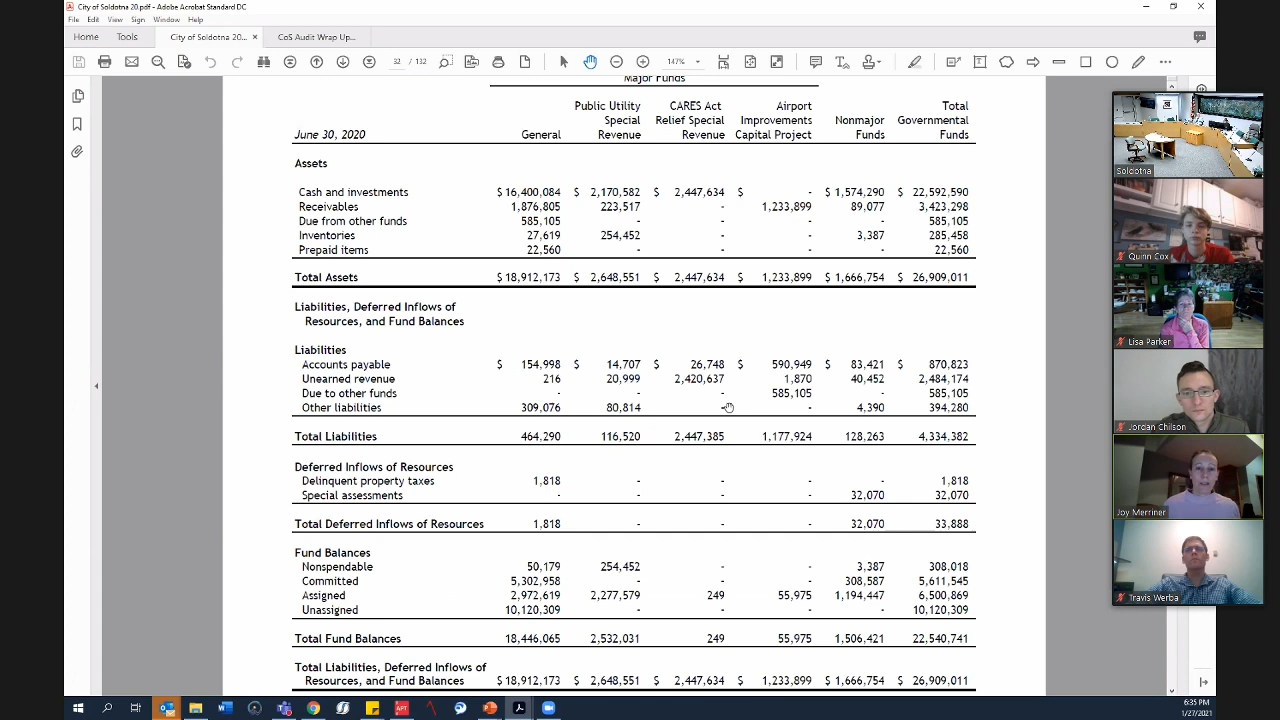 City of Soldotna 20.pdf - Adobe Acrobat Standard DC
File Edit View Sign Window Help
Home Tools City of Soldotna 20... × CoS Audit Wrap Up...
32 / 132 147%
Major Funds
Public Utility CARES Act Airport Total
Special Relief Special Improvements Nonmajor Governmental
June 30, 2020 General Revenue Revenue Capital Project Funds Funds
Assets
Cash and investments $ 16,400,084 $ 2,170,582 $ 2,447,634 $ - $ 1,574,290 $ 22,592,590
Receivables 1,876,805 223,517 - 1,233,899 89,077 3,423,298
Due from other funds 585,105 - - - - 585,105
Inventories 27,619 254,452 - - 3,387 285,458
Prepaid items 22,560 - - - - 22,560
Total Assets $ 18,912,173 $ 2,648,551 $ 2,447,634 $ 1,233,899 $ 1,666,754 $ 26,909,011
Liabilities, Deferred Inflows of
Resources, and Fund Balances
Liabilities
Accounts payable $ 154,998 $ 14,707 $ 26,748 $ 590,949 $ 83,421 $ 870,823
Unearned revenue 216 20,999 2,420,637 1,870 40,452 2,484,174
Due to other funds - - - 585,105 - 585,105
Other liabilities 309,076 80,814 - - 4,390 394,280
Total Liabilities 464,290 116,520 2,447,385 1,177,924 128,263 4,334,382
Deferred Inflows of Resources
Delinquent property taxes 1,818 - - - - 1,818
Special assessments - - - - 32,070 32,070
Total Deferred Inflows of Resources 1,818 - - - 32,070 33,888
Fund Balances
Nonspendable 50,179 254,452 - - 3,387 308,018
Committed 5,302,958 - - - 308,587 5,611,545
Assigned 2,972,619 2,277,579 249 55,975 1,194,447 6,500,869
Unassigned 10,120,309 - - - - 10,120,309
Total Fund Balances 18,446,065 2,532,031 249 55,975 1,506,421 22,540,741
Total Liabilities, Deferred Inflows of
Resources, and Fund Balances $ 18,912,173 $ 2,648,551 $ 2,447,634 $ 1,233,899 $ 1,666,754 $ 26,909,011
Soldotna
Quinn Cox
Lisa Parker
Jordan Chilson
Joy Merriner
Travis Werba
6:35 PM
1/27/2021